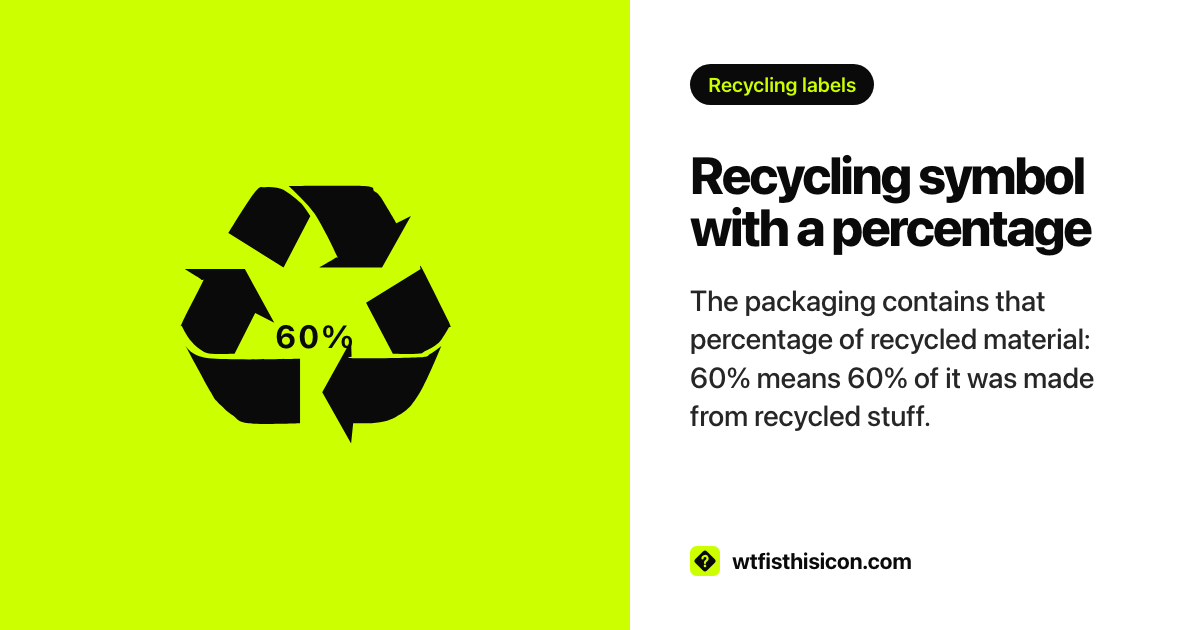 60%
Recycling labels
Recycling symbol
with a percentage
The packaging contains that
percentage of recycled material:
60% means 60% of it was made
from recycled stuff.
?
wtfisthisicon.com